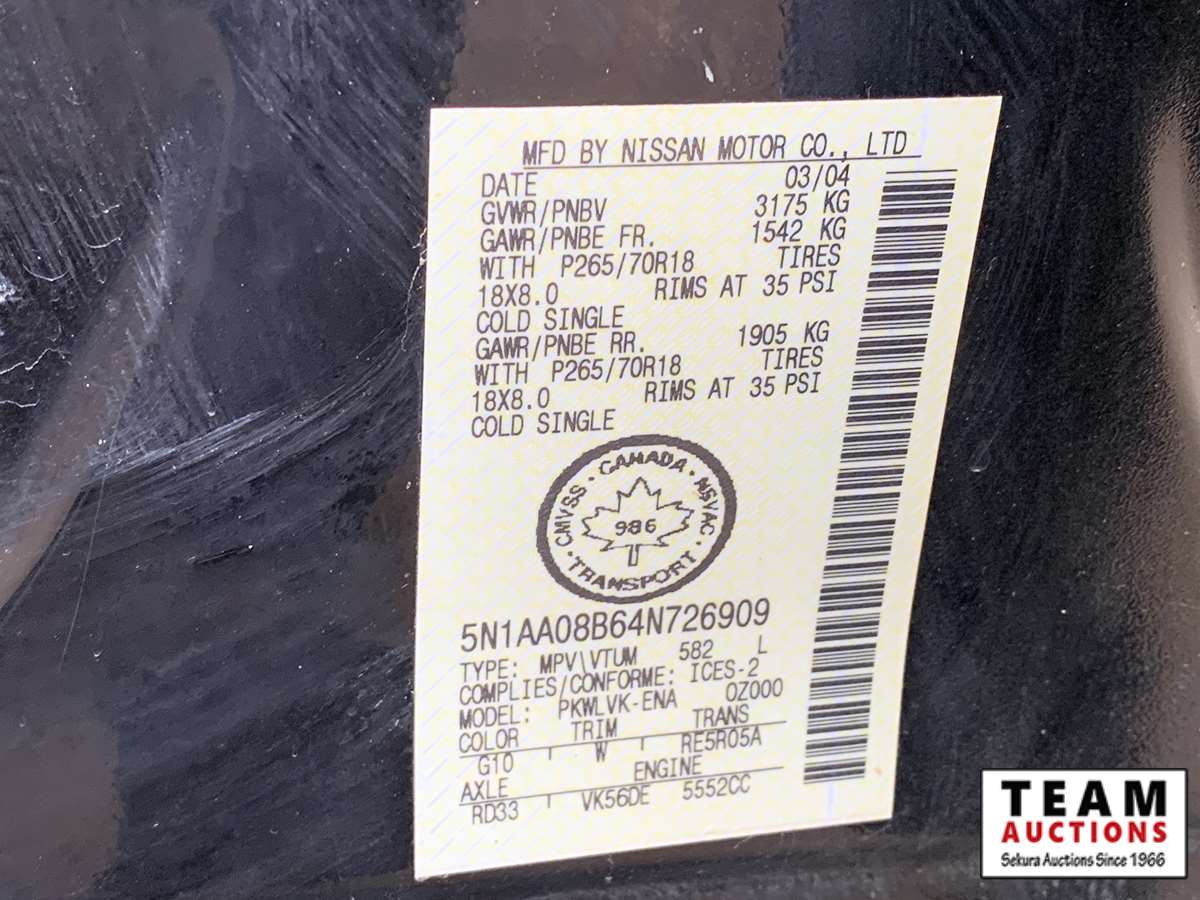 MFD BY NISSAN MOTOR CO., LTD
DATE 03/04
GVWR/PNBV 3175 KG
GAWR/PNBE FR. 1542 KG
WITH P265/70R18 TIRES
18X8.0 RIMS AT 35 PSI
COLD SINGLE
GAWR/PNBE RR. 1905 KG
WITH P265/70R18 TIRES
18X8.0 RIMS AT 35 PSI
COLD SINGLE
CMVSS · CANADA · NSVAC · TRANSPORT ·
986
5N1AA08B64N726909
TYPE: MPV\VTUM 582 L
COMPLIES/CONFORME: ICES-2
MODEL: PKWLVK-ENA 0Z000
COLOR TRIM TRANS
G10 W RE5R05A
AXLE ENGINE
RD33 VK56DE 5552CC
TEAM
AUCTIONS
Sekura Auctions Since 1966